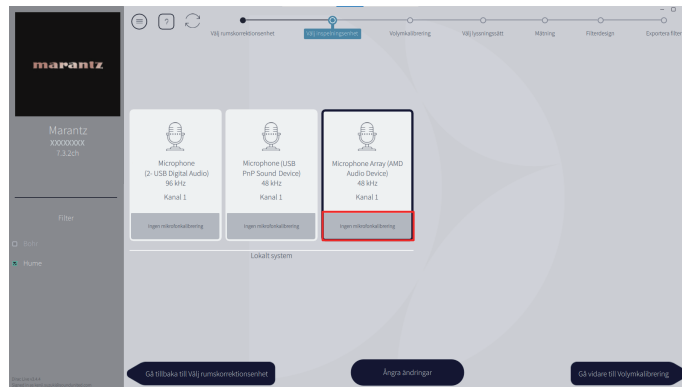 ?
Välj rumskorrektionsenhet
Välj inspelningsenhet
Volymkalibrering
Välj lyssningssätt
Mätning
Filterdesign
Exportera filter
marantz
Marantz
XXXXXXXX
7.3.2ch
Filter
Hume
Microphone
(2- USB Digital Audio)
96 kHz
Kanal 1
Ingen mikrofonkalibrering
Microphone (USB
PnP Sound Device)
48 kHz
Kanal 1
Ingen mikrofonkalibrering
Microphone Array (AMD
Audio Device)
48 kHz
Kanal 1
Ingen mikrofonkalibrering
Lokalt system
Gå tillbaka till Välj rumskorrektionsenhet
Ångra ändringar
Gå vidare till Volymkalibrering